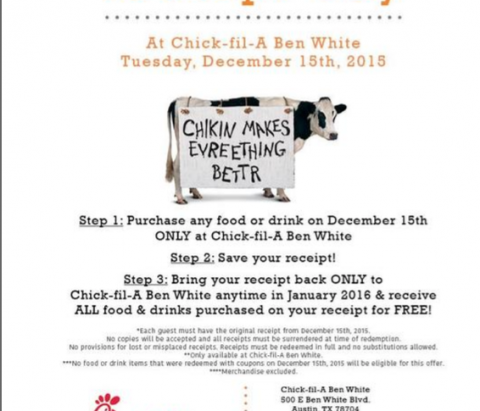 At Chick-fil-A Ben White
Tuesday, December 15th, 2015
CHIKIN MAKES
EVREETHING
BETTR
Step 1: Purchase any food or drink on December 15th
ONLY at Chick-fil-A Ben White
Step 2: Save your receipt!
Step 3: Bring your receipt back ONLY to
Chick-fil-A Ben White anytime in January 2016 & receive
ALL food & drinks purchased on your receipt for FREE!
*Each guest must have the original receipt from December 15th, 2015.
No copies will be accepted and all receipts must be surrendered at time of redemption.
No provisions for lost or misplaced receipts. Receipts must be redeemed in full and no substitutions allowed.
**Only available at Chick-fil-A Ben White.
***No food or drink items that were redeemed with coupons on December 15th, 2015 will be eligible for this offer.
****Merchandise excluded.
Chick-fil-A Ben White
500 E Ben White Blvd.
Austin, TX 78704